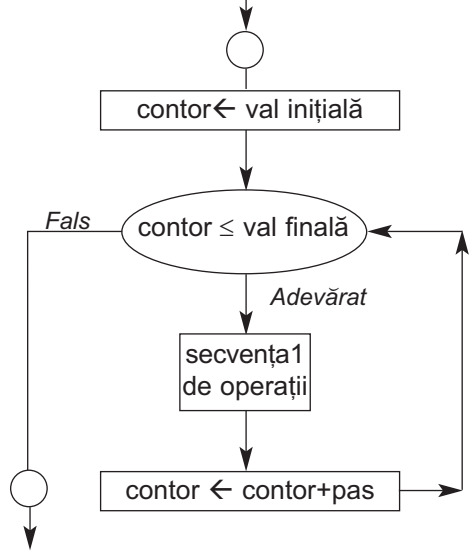 contor← val inițială
contor ≤ val finală
Fals
Adevărat
secvența1
de operații
contor ← contor+pas